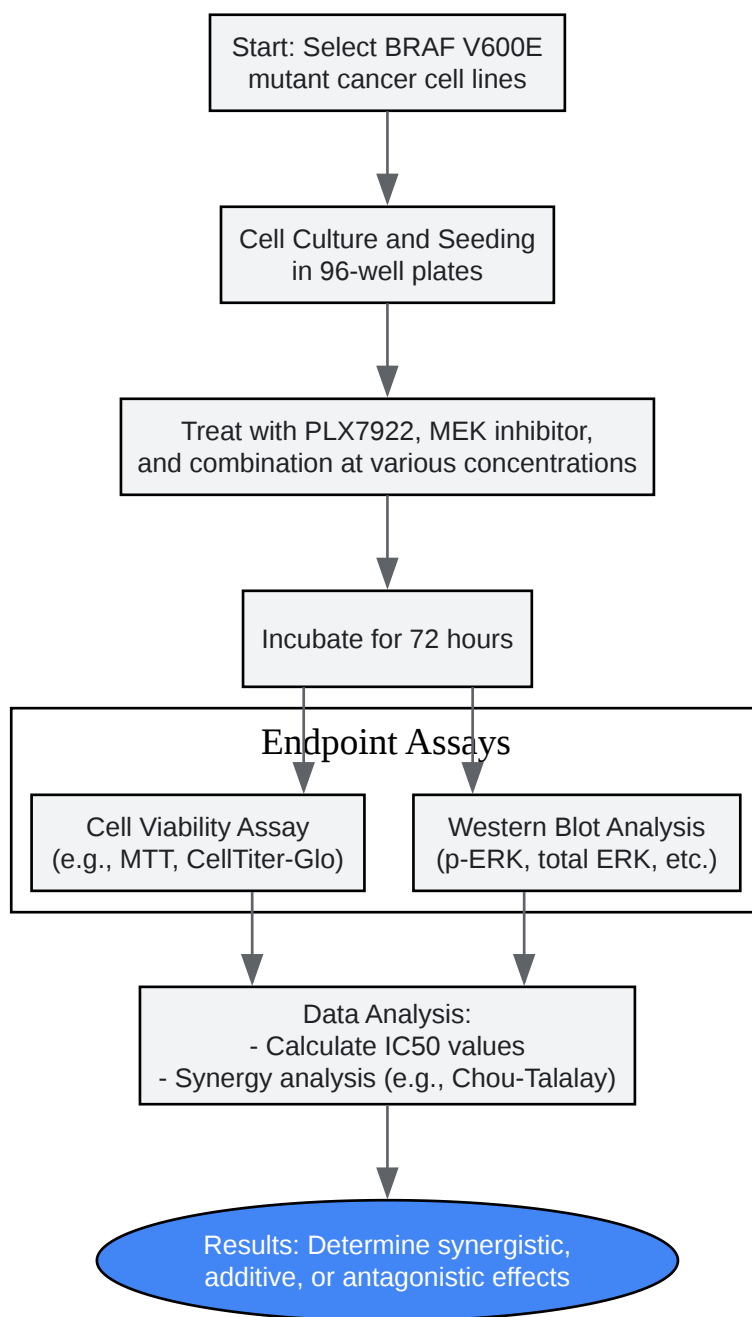 Start: Select BRAF V600E
mutant cancer cell lines
Cell Culture and Seeding
in 96-well plates
Treat with PLX7922, MEK inhibitor,
and combination at various concentrations
Incubate for 72 hours
Endpoint Assays
Cell Viability Assay
(e.g., MTT, CellTiter-Glo)
Western Blot Analysis
(p-ERK, total ERK, etc.)
Data Analysis:
- Calculate IC50 values
- Synergy analysis (e.g., Chou-Talalay)
Results: Determine synergistic,
additive, or antagonistic effects